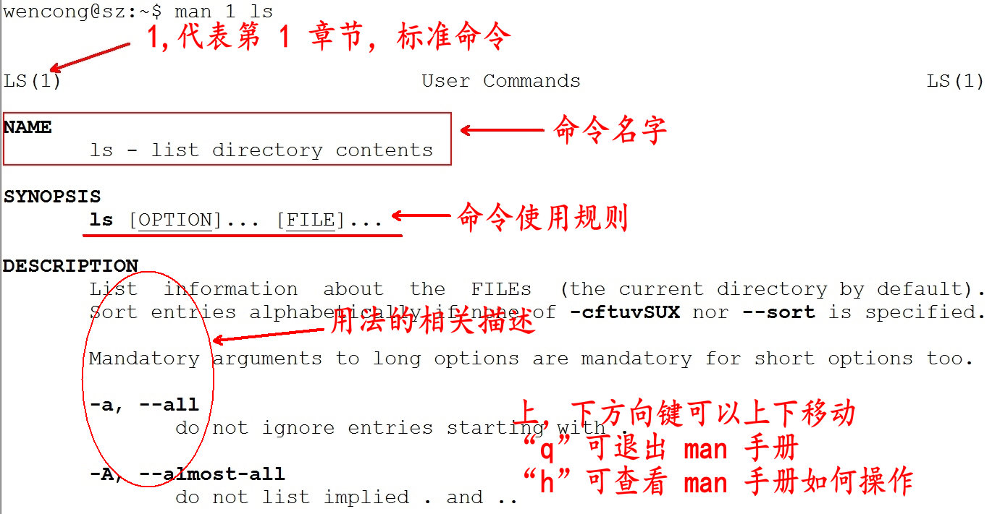 wencong@sz:~$ man 1 ls
1,代表第 1 章节，标准命令
LS(1) User Commands LS(1)
NAME
命令名字
ls - list directory contents
SYNOPSIS
ls [OPTION]... [FILE]...
命令使用规则
DESCRIPTION
List information about the FILEs (the current directory by default).
Sort entries alphabetically if none of -cftuvSUX nor --sort is specified.
用法的相关描述
Mandatory arguments to long options are mandatory for short options too.
-a, --all
do not ignore entries starting with .
上，下方向键可以上下移动
“q”可退出 man 手册
-A, --almost-all
“h”可查看 man 手册如何操作
do not list implied . and ..